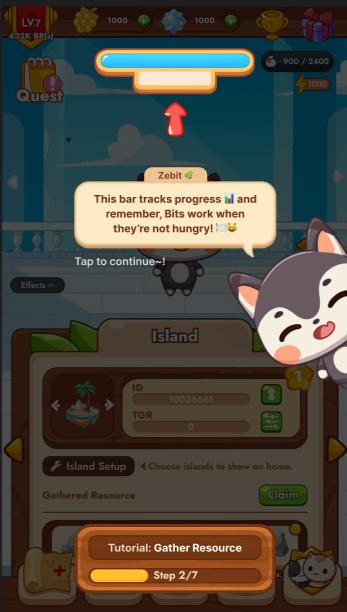 LV.7
432K BP(s)
1000
1000
900 / 2400
1000
Quest
Zebit
This bar tracks progress 📊 and
remember, Bits work when
they're not hungry!
Tap to continue~!
Effects
Island
1
ID
10026661
TGR
0
Island Setup
Choose islands to show on home.
Gathered Resource
Claim
Tutorial: Gather Resource
Step 2/7